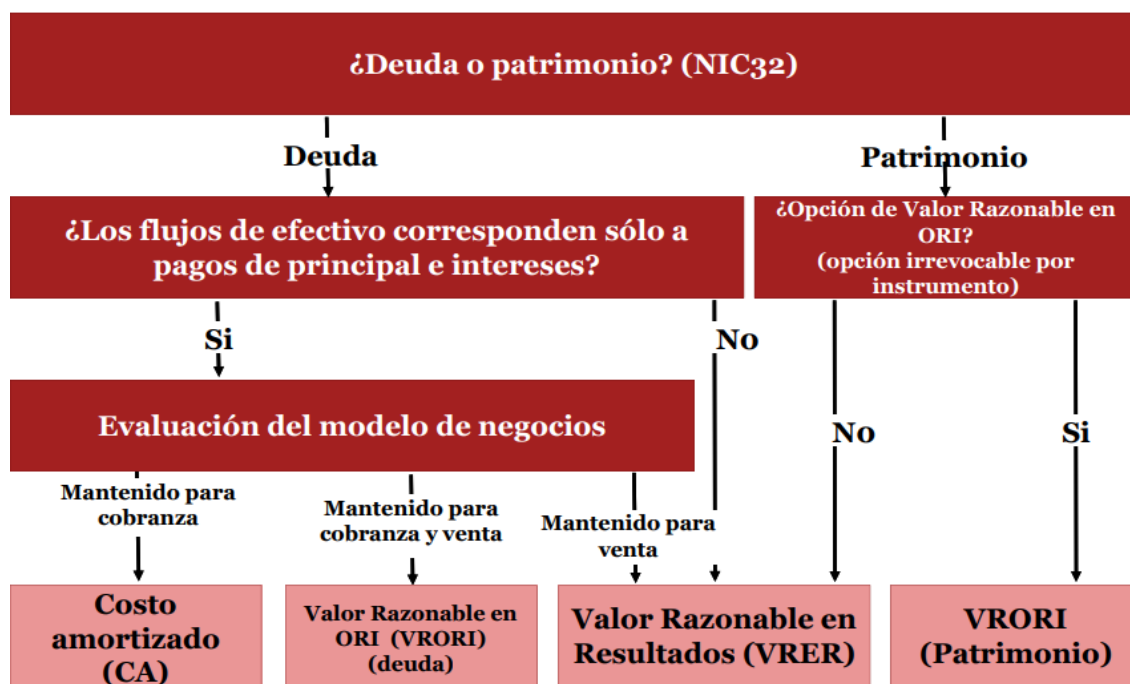 ¿Deuda o patrimonio? (NIC32)
Deuda
Patrimonio
¿Los flujos de efectivo corresponden sólo a
pagos de principal e intereses?
¿Opción de Valor Razonable en
ORI?
(opción irrevocable por
instrumento)
Si
No
Evaluación del modelo de negocios
No
Si
Mantenido para
cobranza
Mantenido para
cobranza y venta
Mantenido para
venta
Costo
amortizado
(CA)
Valor Razonable en
ORI (VRORI)
(deuda)
Valor Razonable en
Resultados (VRER)
VRORI
(Patrimonio)